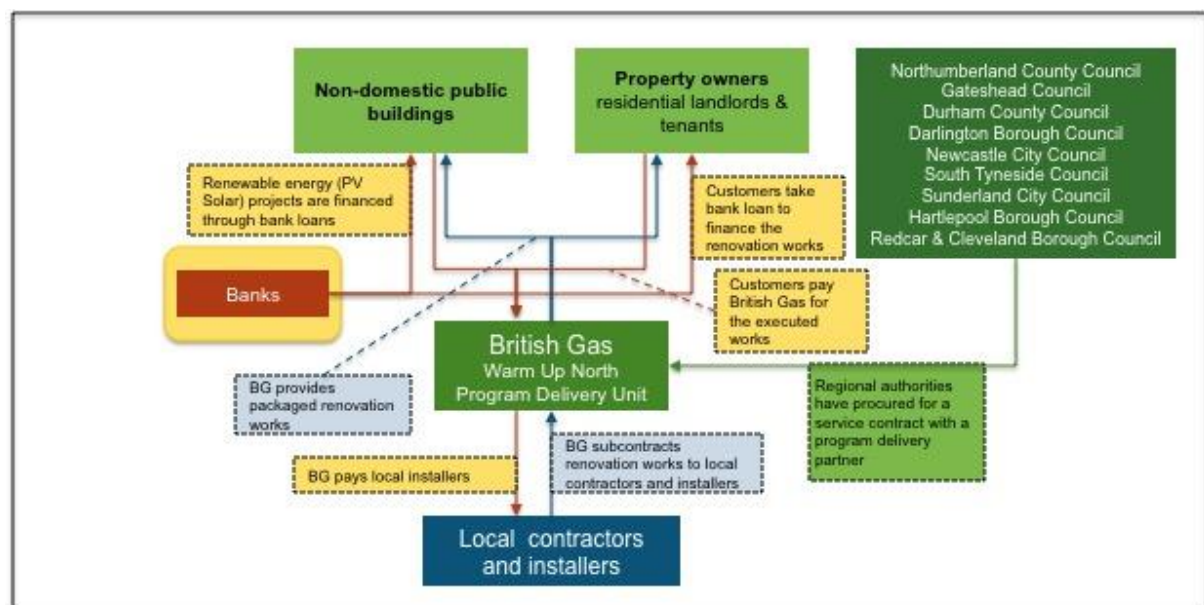 Non-domestic public
buildings
Property owners
residential landlords &
tenants
Northumberland County Council
Gateshead Council
Durham County Council
Darlington Borough Council
Newcastle City Council
South Tyneside Council
Sunderland City Council
Hartlepool Borough Council
Redcar & Cleveland Borough Council
Renewable energy (PV
Solar) projects are financed
through bank loans
Customers take
bank loan to
finance the
renovation works
Banks
Customers pay
British Gas for
the executed
works
British Gas
Warm Up North
Program Delivery Unit
BG provides
packaged renovation
works
Regional authorities
have procured for a
service contract with a
program delivery
partner
BG pays local installers
BG subcontracts
renovation works to local
contractors and installers
Local contractors
and installers